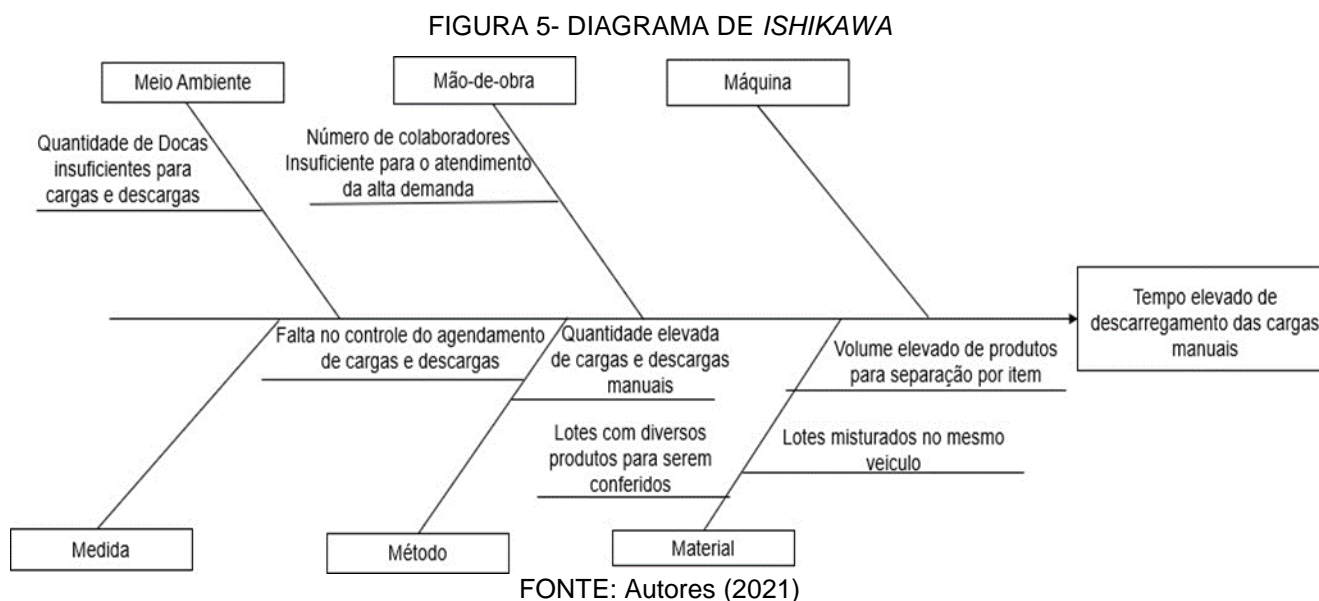 FIGURA 5- DIAGRAMA DE ISHIKAWA
Meio Ambiente
Mão-de-obra
Máquina
Quantidade de Docas
insuficientes para
cargas e descargas
Número de colaboradores
Insuficiente para o atendimento
da alta demanda
Tempo elevado de
descarregamento das cargas
manuais
Falta no controle do agendamento
de cargas e descargas
Quantidade elevada
de cargas e descargas
manuais
Volume elevado de produtos
para separação por item
Lotes com diversos
produtos para serem
conferidos
Lotes misturados no mesmo
veiculo
Medida
Método
Material
FONTE: Autores (2021)